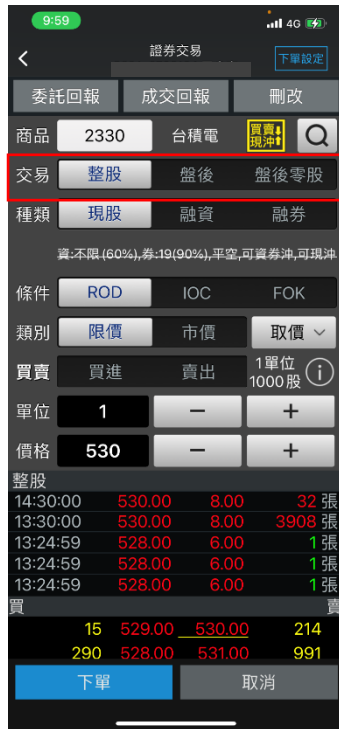 9:59 4G
證券交易 下單設定
委託回報 成交回報 刪改
商品 2330 台積電 買賣現沖
交易 整股 盤後 盤後零股
種類 現股 融資 融券
資:不限(60%),券:19(90%),平空,可資券沖,可現沖
條件 ROD IOC FOK
類別 限價 市價 取價
買賣 買進 賣出 1單位 1000股
單位 1 − +
價格 530 − +
整股
14:30:00 530.00 8.00 32 張
13:30:00 530.00 8.00 3908 張
13:24:59 528.00 6.00 1 張
13:24:59 528.00 6.00 1 張
13:24:59 528.00 6.00 1 張
買 賣
15 529.00 530.00 214
290 528.00 531.00 991
下單 取消